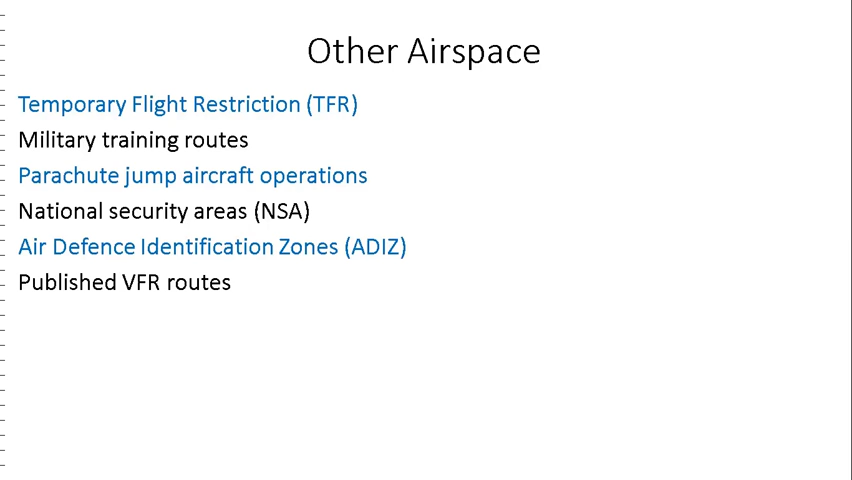 Other Airspace
Temporary Flight Restriction (TFR)
Military training routes
Parachute jump aircraft operations
National security areas (NSA)
Air Defence Identification Zones (ADIZ)
Published VFR routes